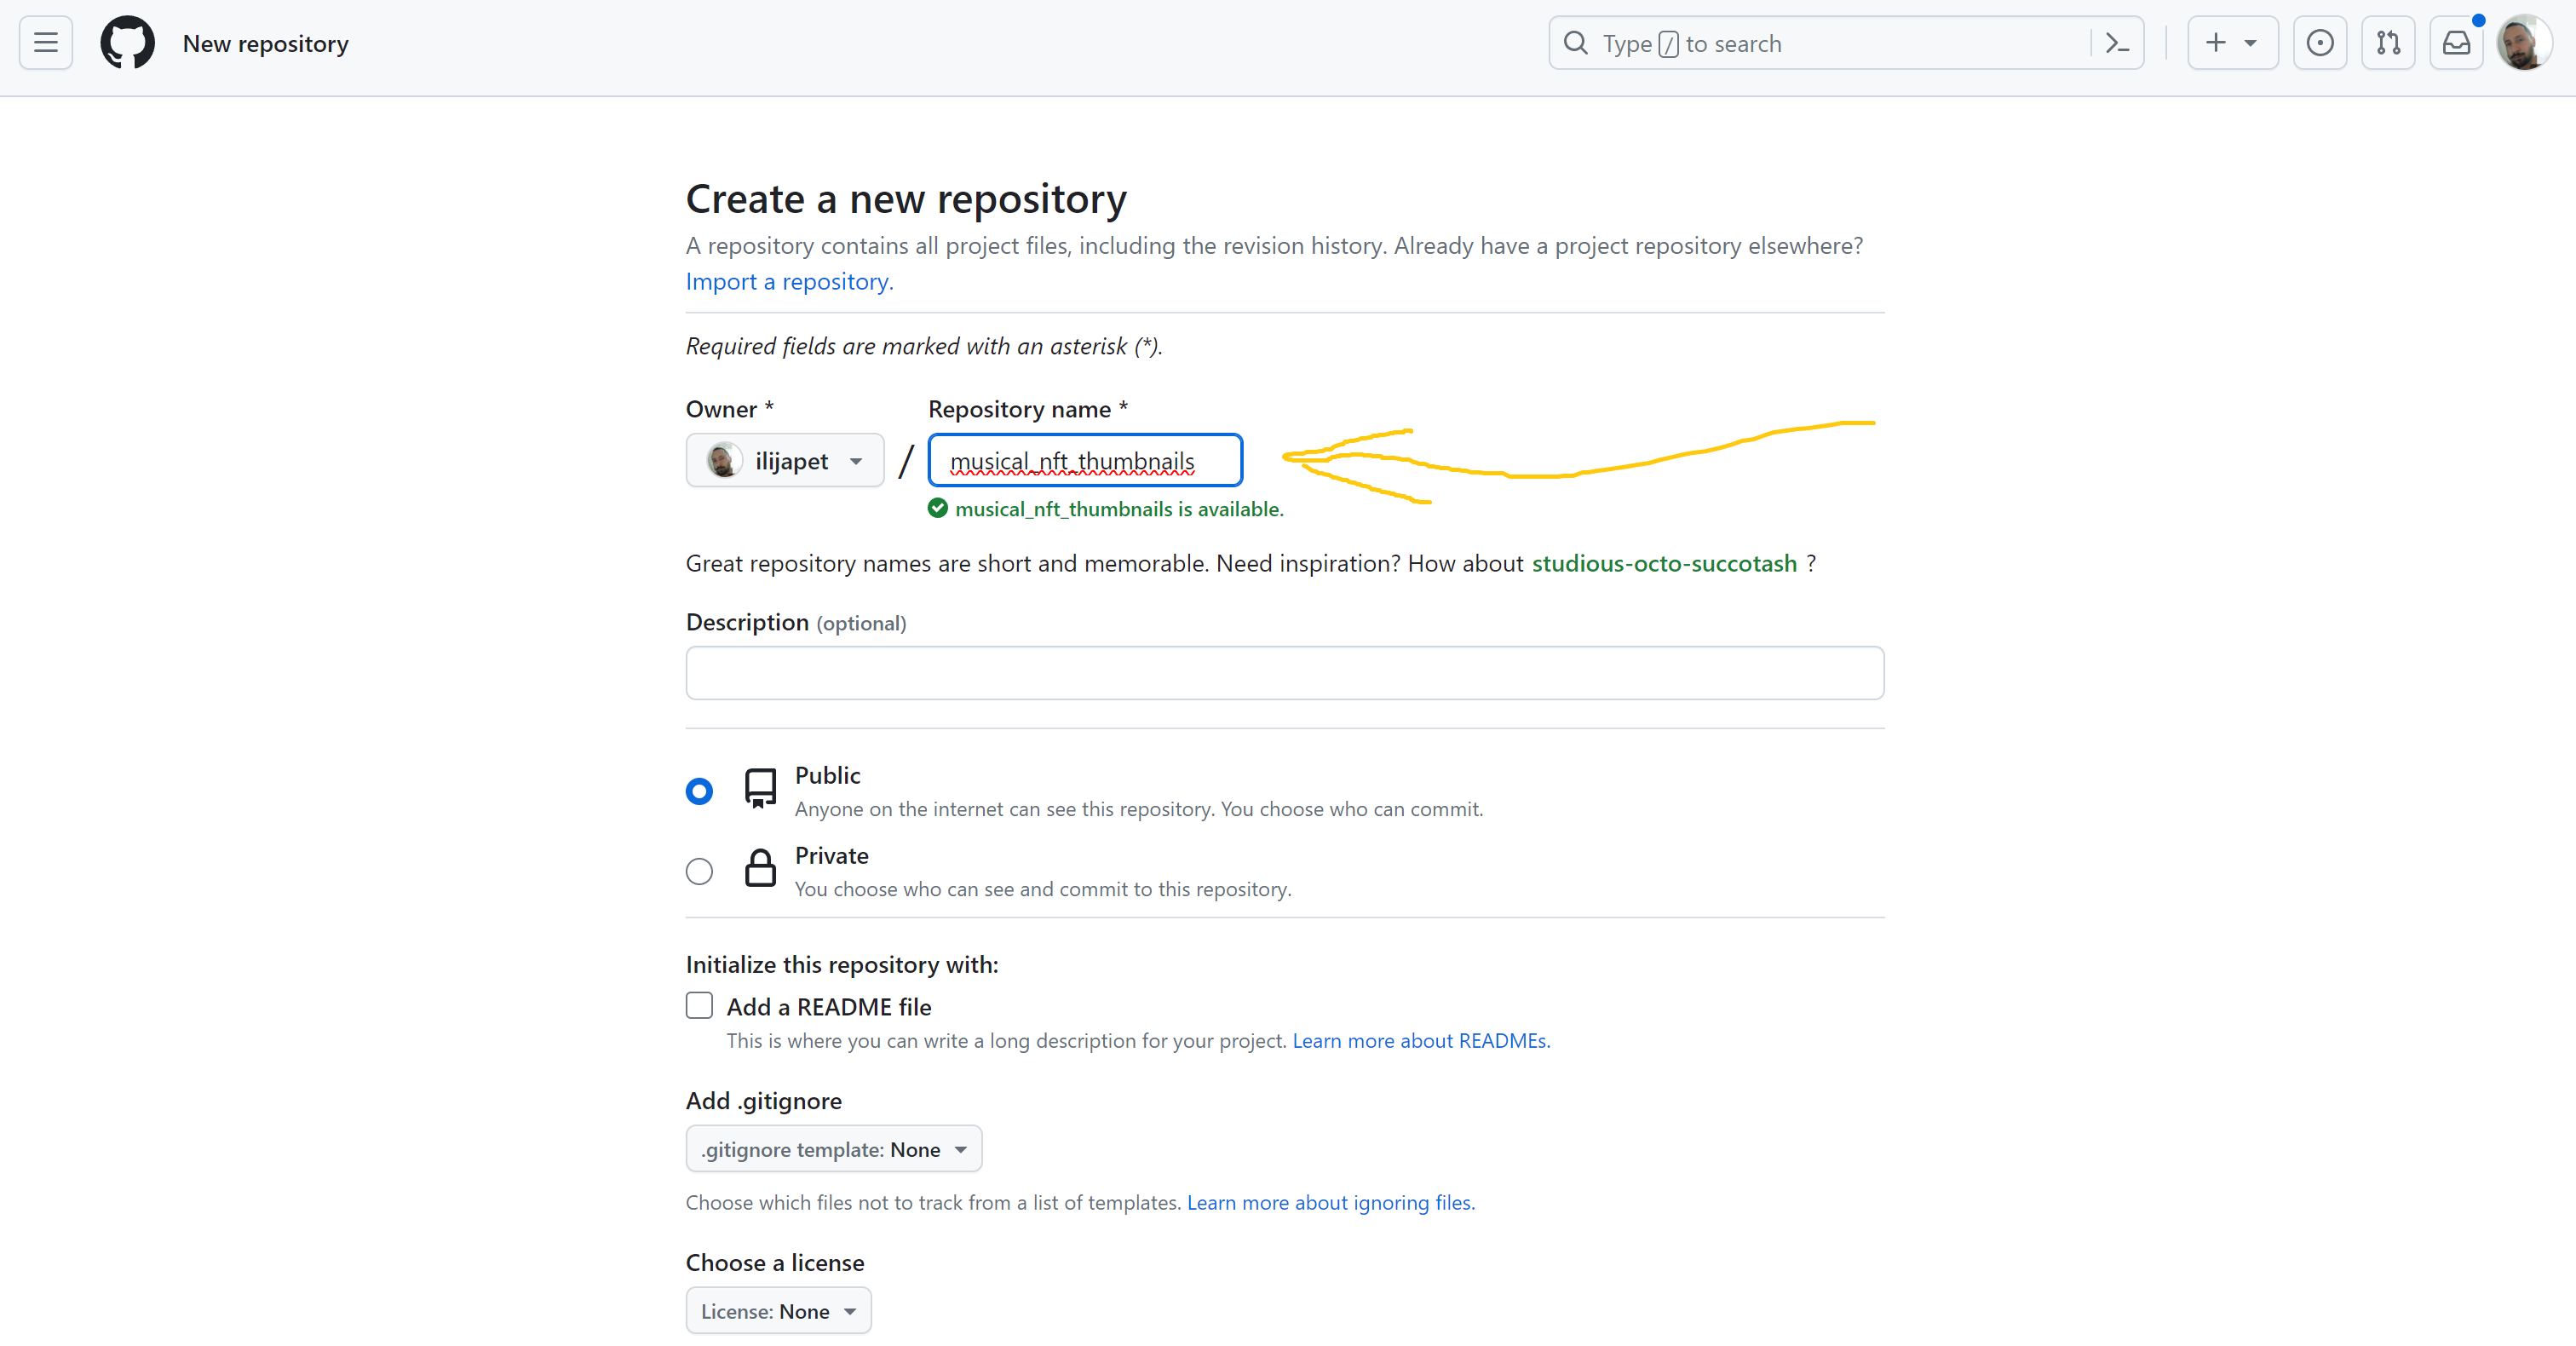 New repository
Type / to search
Create a new repository
A repository contains all project files, including the revision history. Already have a project repository elsewhere?
Import a repository.
Required fields are marked with an asterisk (*).
Owner *
Repository name *
ilijapet
/
musical_nft_thumbnails
musical_nft_thumbnails is available.
Great repository names are short and memorable. Need inspiration? How about studious-octo-succotash ?
Description (optional)
Public
Anyone on the internet can see this repository. You choose who can commit.
Private
You choose who can see and commit to this repository.
Initialize this repository with:
Add a README file
This is where you can write a long description for your project. Learn more about READMEs.
Add .gitignore
.gitignore template: None
Choose which files not to track from a list of templates. Learn more about ignoring files.
Choose a license
License: None